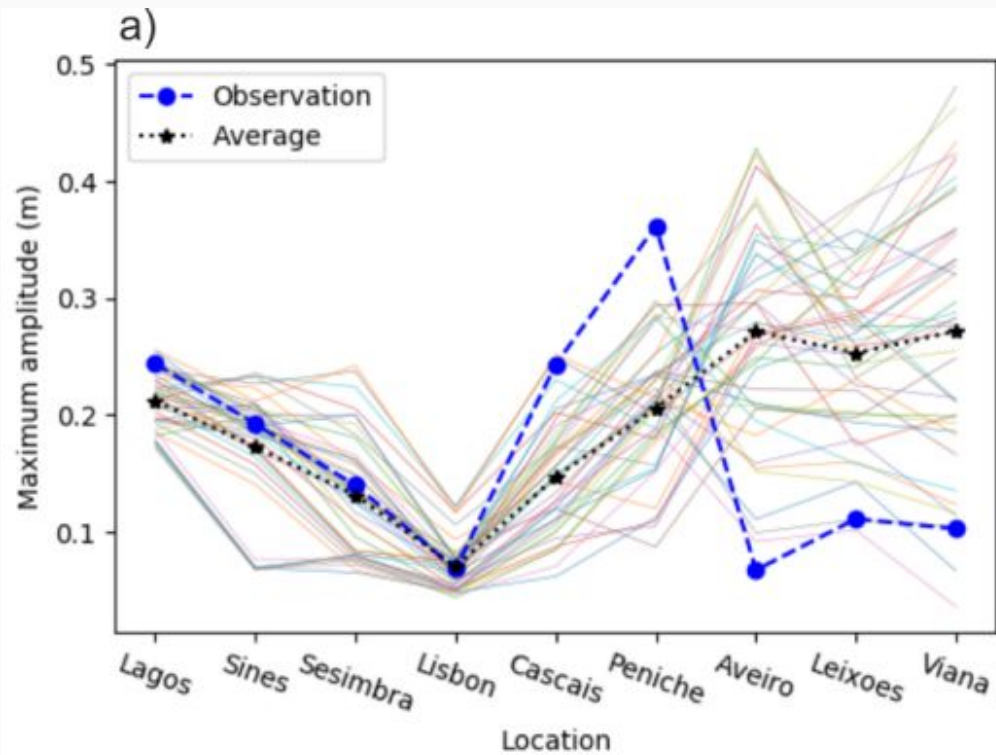 a)
Observation
Average
Maximum amplitude (m)
0.5
0.4
0.3
0.2
0.1
Lagos
Sines
Sesimbra
Lisbon
Cascais
Peniche
Aveiro
Leixoes
Viana
Location